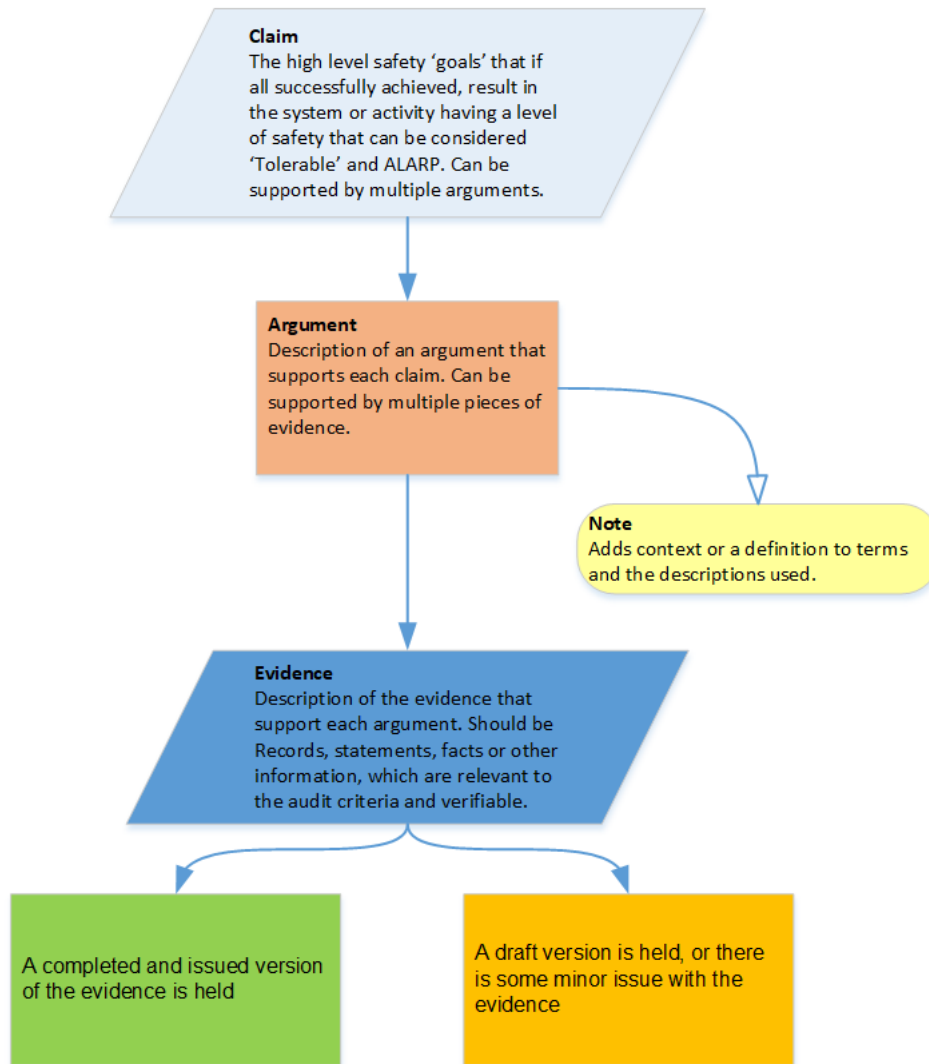 Claim
The high level safety ‘goals’ that if
all successfully achieved, result in
the system or activity having a level
of safety that can be considered
‘Tolerable’ and ALARP. Can be
supported by multiple arguments.
Argument
Description of an argument that
supports each claim. Can be
supported by multiple pieces of
evidence.
Note
Adds context or a definition to terms
and the descriptions used.
Evidence
Description of the evidence that
support each argument. Should be
Records, statements, facts or other
information, which are relevant to
the audit criteria and verifiable.
A completed and issued version
of the evidence is held
A draft version is held, or there
is some minor issue with the
evidence